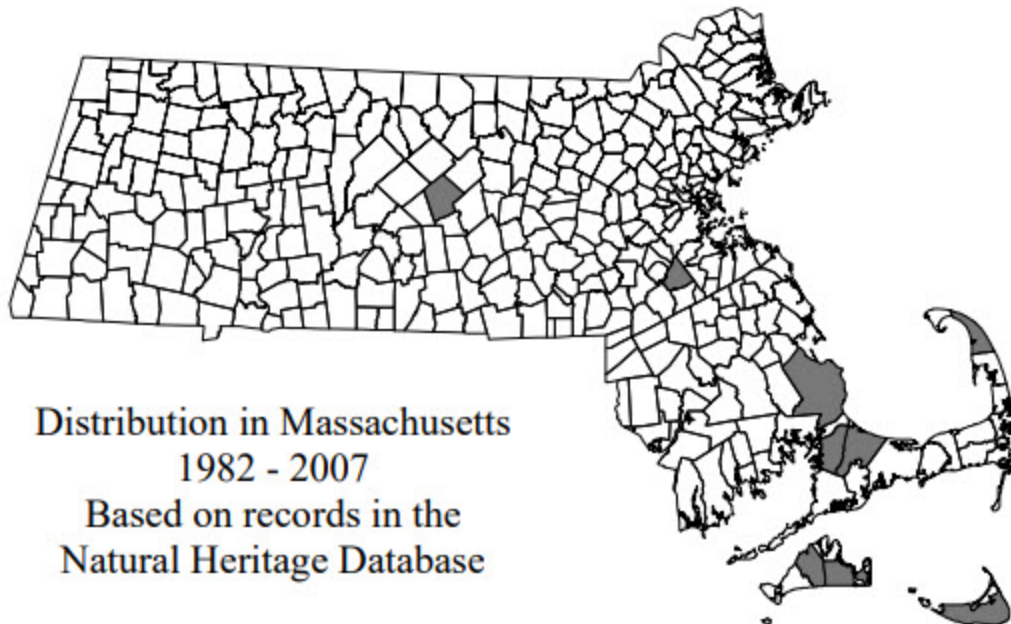 Distribution in Massachusetts
1982 - 2007
Based on records in the
Natural Heritage Database